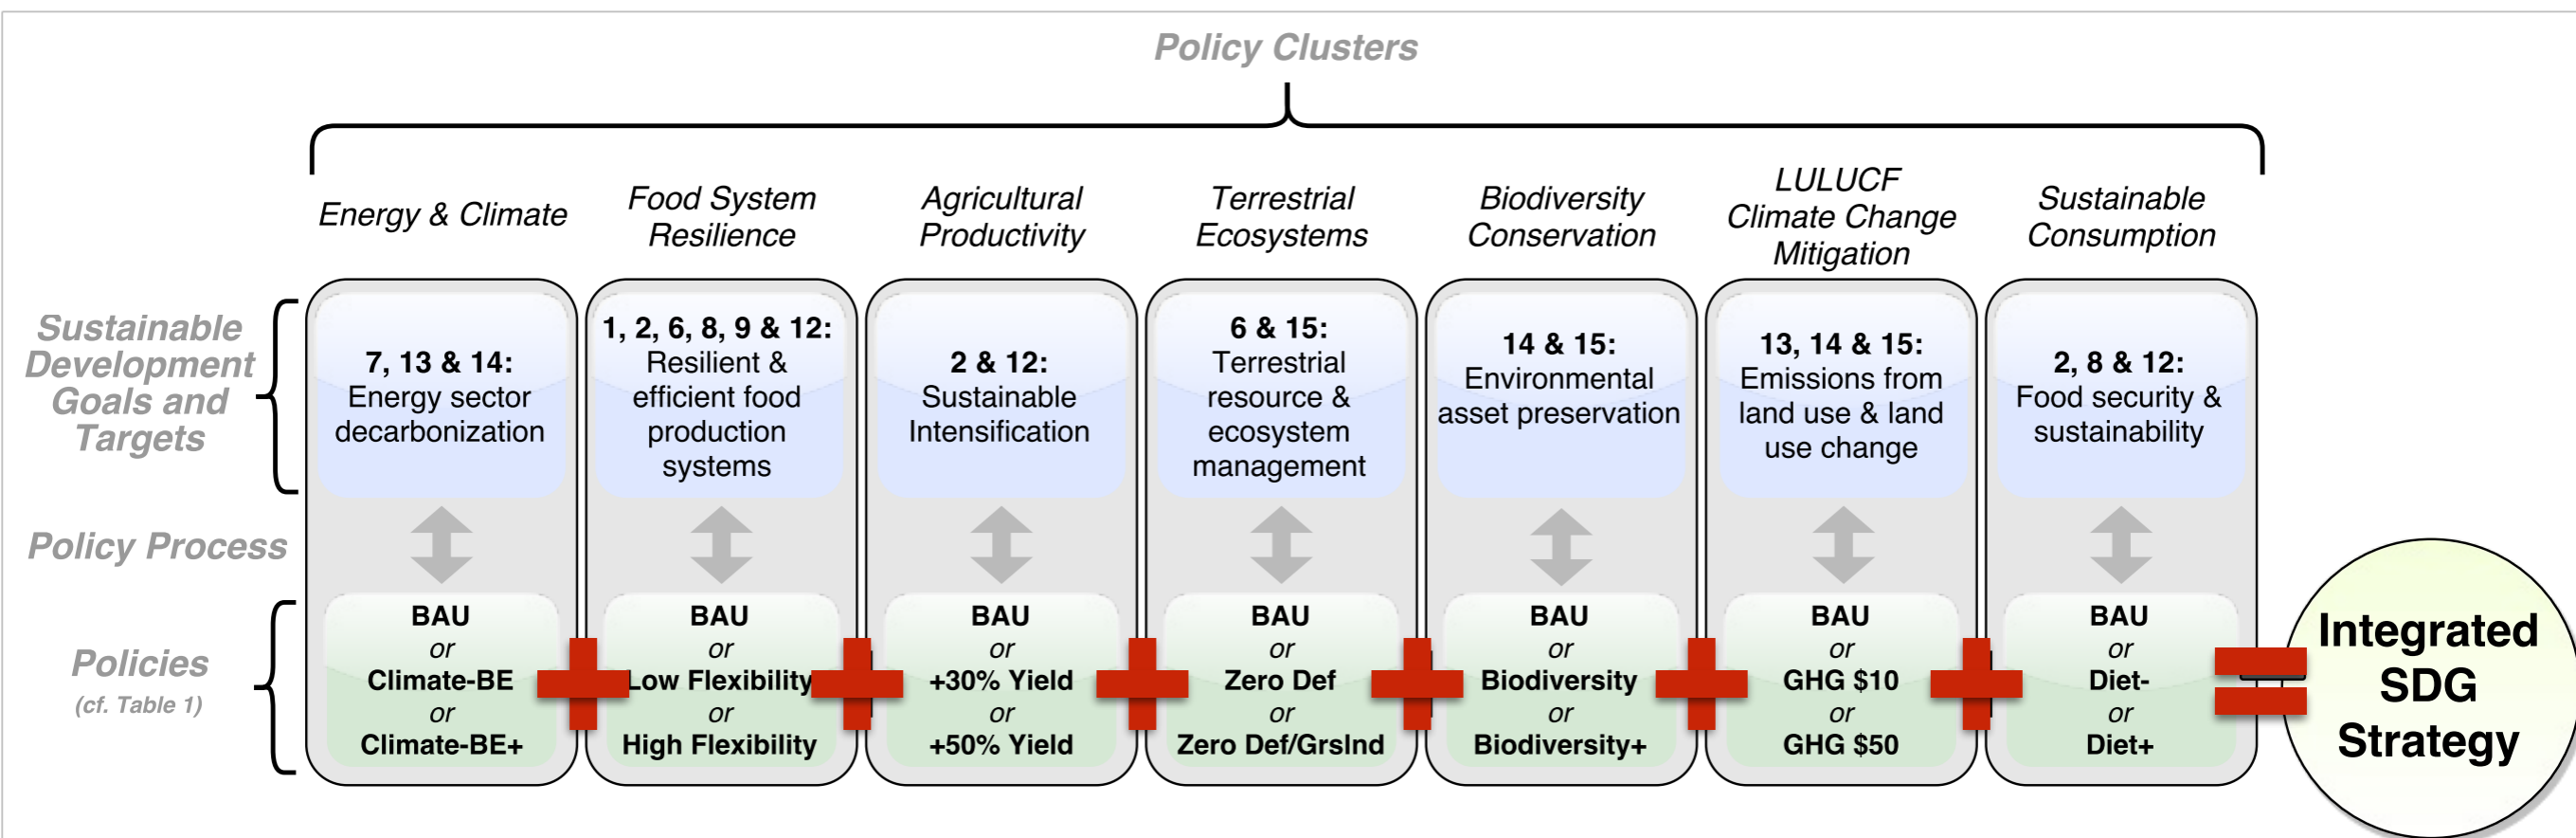 Policy Clusters
Energy & Climate
Food System
Resilience
Agricultural
Productivity
Terrestrial
Ecosystems
Biodiversity
Conservation
LULUCF
Climate Change
Mitigation
Sustainable
Consumption
Sustainable
Development
Goals and
Targets
7, 13 & 14:
Energy sector
decarbonization
1, 2, 6, 8, 9 & 12:
Resilient &
efficient food
production
systems
2 & 12:
Sustainable
Intensification
6 & 15:
Terrestrial
resource &
ecosystem
management
14 & 15:
Environmental
asset preservation
13, 14 & 15:
Emissions from
land use & land
use change
2, 8 & 12:
Food security &
sustainability
Policy Process
Policies
(cf. Table 1)
BAU
or
Climate-BE
or
Climate-BE+
BAU
or
Low Flexibility
or
High Flexibility
BAU
or
+30% Yield
or
+50% Yield
BAU
or
Zero Def
or
Zero Def/Grslnd
BAU
or
Biodiversity
or
Biodiversity+
BAU
or
GHG $10
or
GHG $50
BAU
or
Diet-
or
Diet+
Integrated
SDG
Strategy